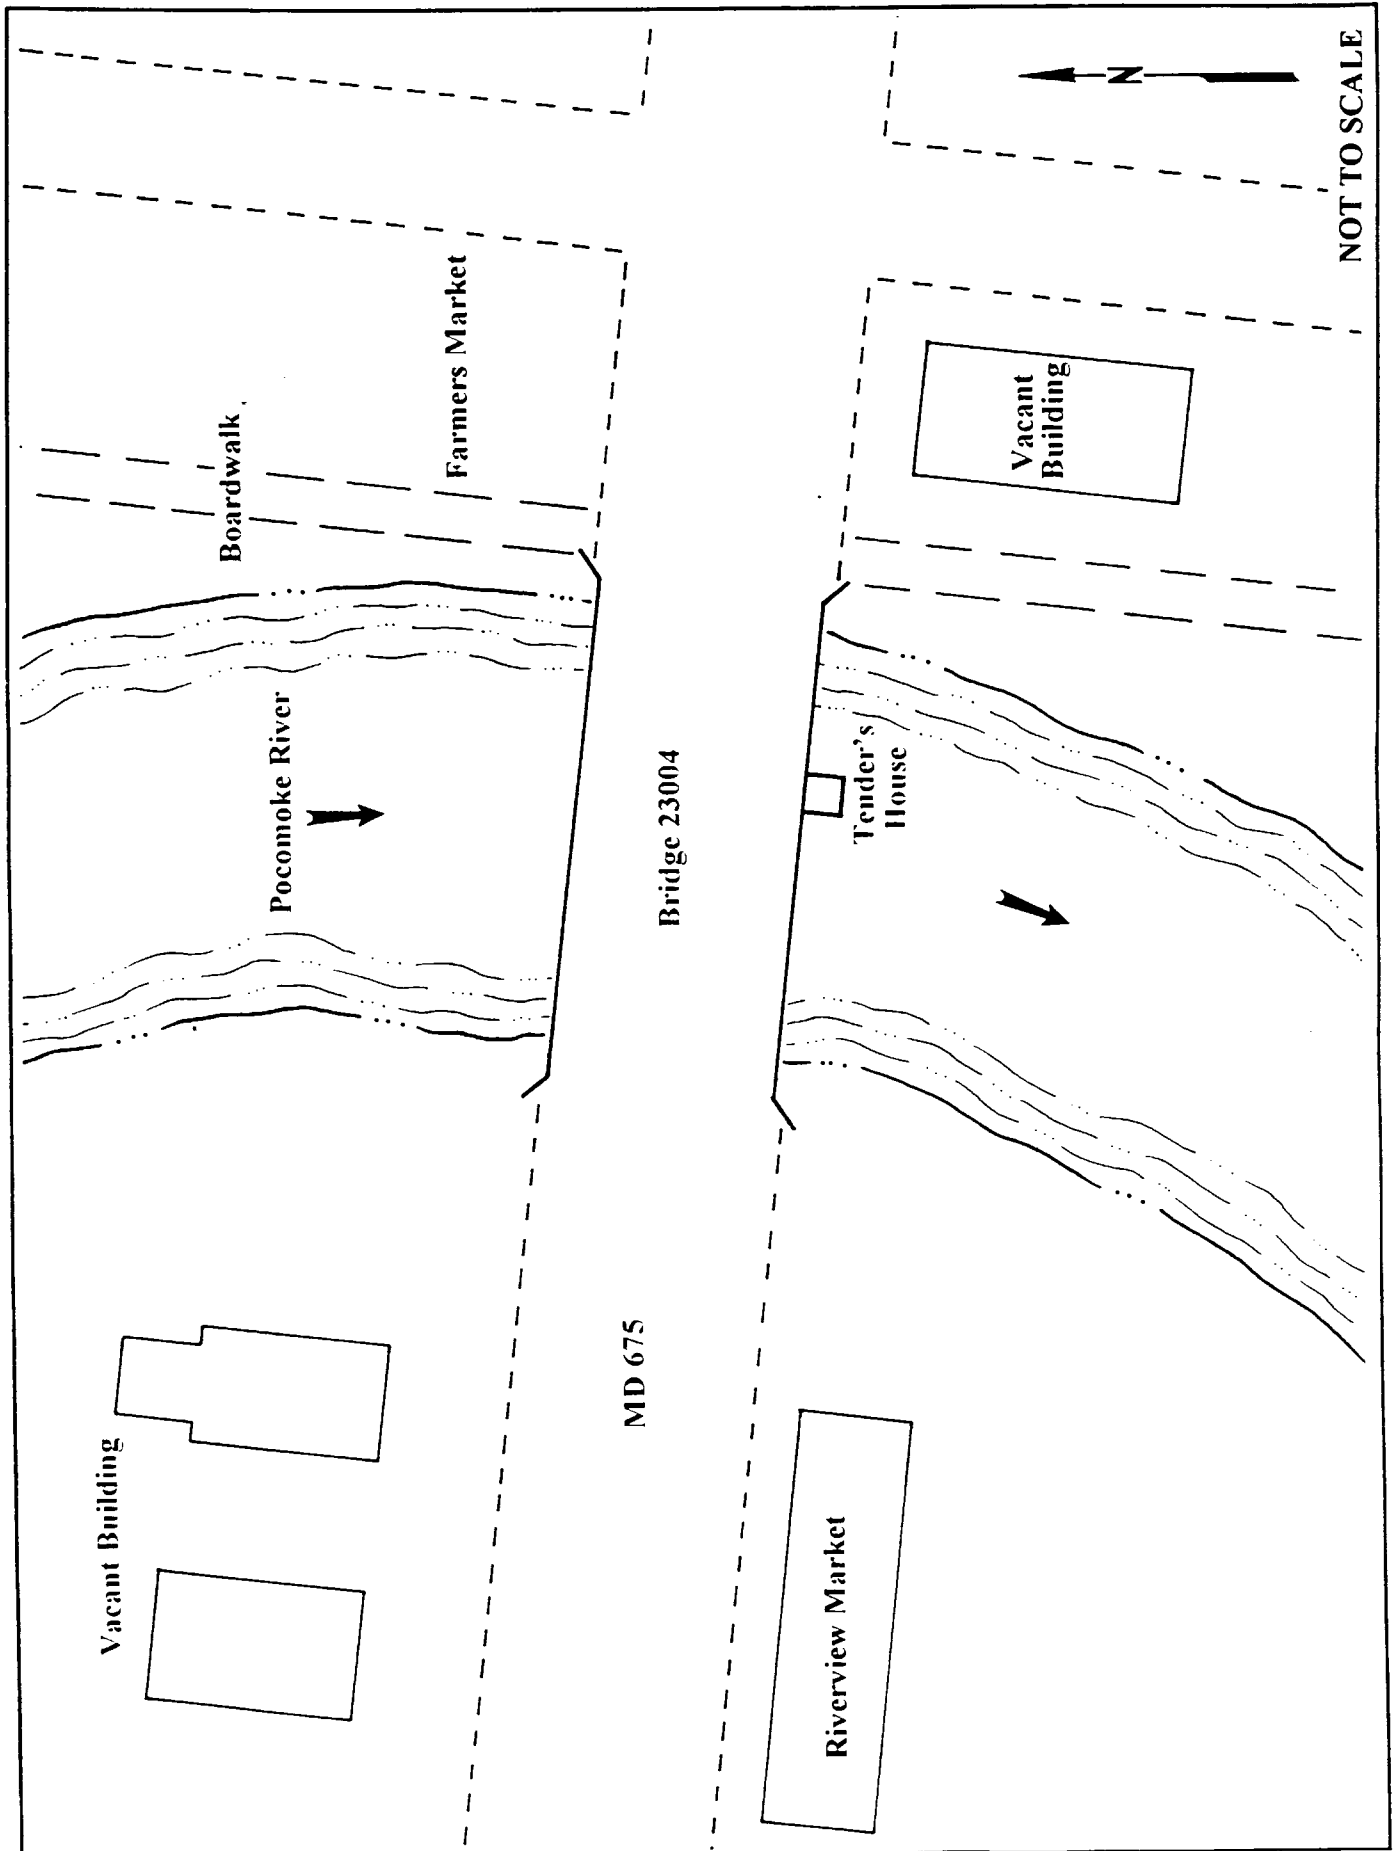 Vacant Building
Boardwalk
Pocomoke River
Farmers Market
N
MD 675
Bridge 23004
Riverview Market
Tender's
House
Vacant
Building
NOT TO SCALE